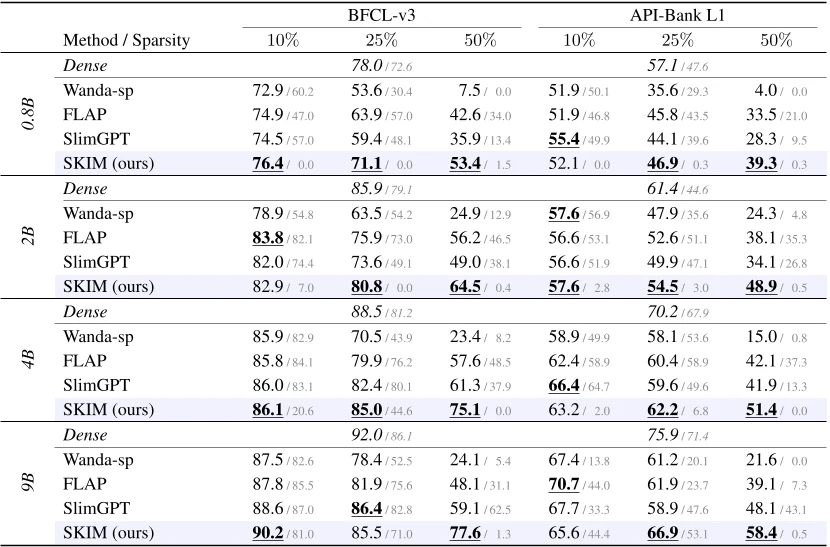 BFCL-v3 API-Bank L1
Method / Sparsity 10% 25% 50% 10% 25% 50%
0.8B
Dense 78.0 / 72.6 57.1 / 47.6
Wanda-sp 72.9 / 60.2 53.6 / 30.4 7.5 / 0.0 51.9 / 50.1 35.6 / 29.3 4.0 / 0.0
FLAP 74.9 / 47.0 63.9 / 57.0 42.6 / 34.0 51.9 / 46.8 45.8 / 43.5 33.5 / 21.0
SlimGPT 74.5 / 57.0 59.4 / 48.1 35.9 / 13.4 55.4 / 49.9 44.1 / 39.6 28.3 / 9.5
SKIM (ours) 76.4 / 0.0 71.1 / 0.0 53.4 / 1.5 52.1 / 0.0 46.9 / 0.3 39.3 / 0.3
2B
Dense 85.9 / 79.1 61.4 / 44.6
Wanda-sp 78.9 / 54.8 63.5 / 54.2 24.9 / 12.9 57.6 / 56.9 47.9 / 35.6 24.3 / 4.8
FLAP 83.8 / 82.1 75.9 / 73.0 56.2 / 46.5 56.6 / 53.1 52.6 / 51.1 38.1 / 35.3
SlimGPT 82.0 / 74.4 73.6 / 49.1 49.0 / 38.1 56.6 / 51.9 49.9 / 47.1 34.1 / 26.8
SKIM (ours) 82.9 / 7.0 80.8 / 0.0 64.5 / 0.4 57.6 / 2.8 54.5 / 3.0 48.9 / 0.5
4B
Dense 88.5 / 81.2 70.2 / 67.9
Wanda-sp 85.9 / 82.9 70.5 / 43.9 23.4 / 8.2 58.9 / 49.9 58.1 / 53.6 15.0 / 0.8
FLAP 85.8 / 84.1 79.9 / 76.2 57.6 / 48.5 62.4 / 58.9 60.4 / 58.9 42.1 / 37.3
SlimGPT 86.0 / 83.1 82.4 / 80.1 61.3 / 37.9 66.4 / 64.7 59.6 / 49.6 41.9 / 13.3
SKIM (ours) 86.1 / 20.6 85.0 / 44.6 75.1 / 0.0 63.2 / 2.0 62.2 / 6.8 51.4 / 0.0
9B
Dense 92.0 / 86.1 75.9 / 71.4
Wanda-sp 87.5 / 82.6 78.4 / 52.5 24.1 / 5.4 67.4 / 13.8 61.2 / 20.1 21.6 / 0.0
FLAP 87.8 / 85.5 81.9 / 75.6 48.1 / 31.1 70.7 / 44.0 61.9 / 23.7 39.1 / 7.3
SlimGPT 88.6 / 87.0 86.4 / 82.8 59.1 / 62.5 67.7 / 33.3 58.9 / 47.6 48.1 / 43.1
SKIM (ours) 90.2 / 81.0 85.5 / 71.0 77.6 / 1.3 65.6 / 44.4 66.9 / 53.1 58.4 / 0.5